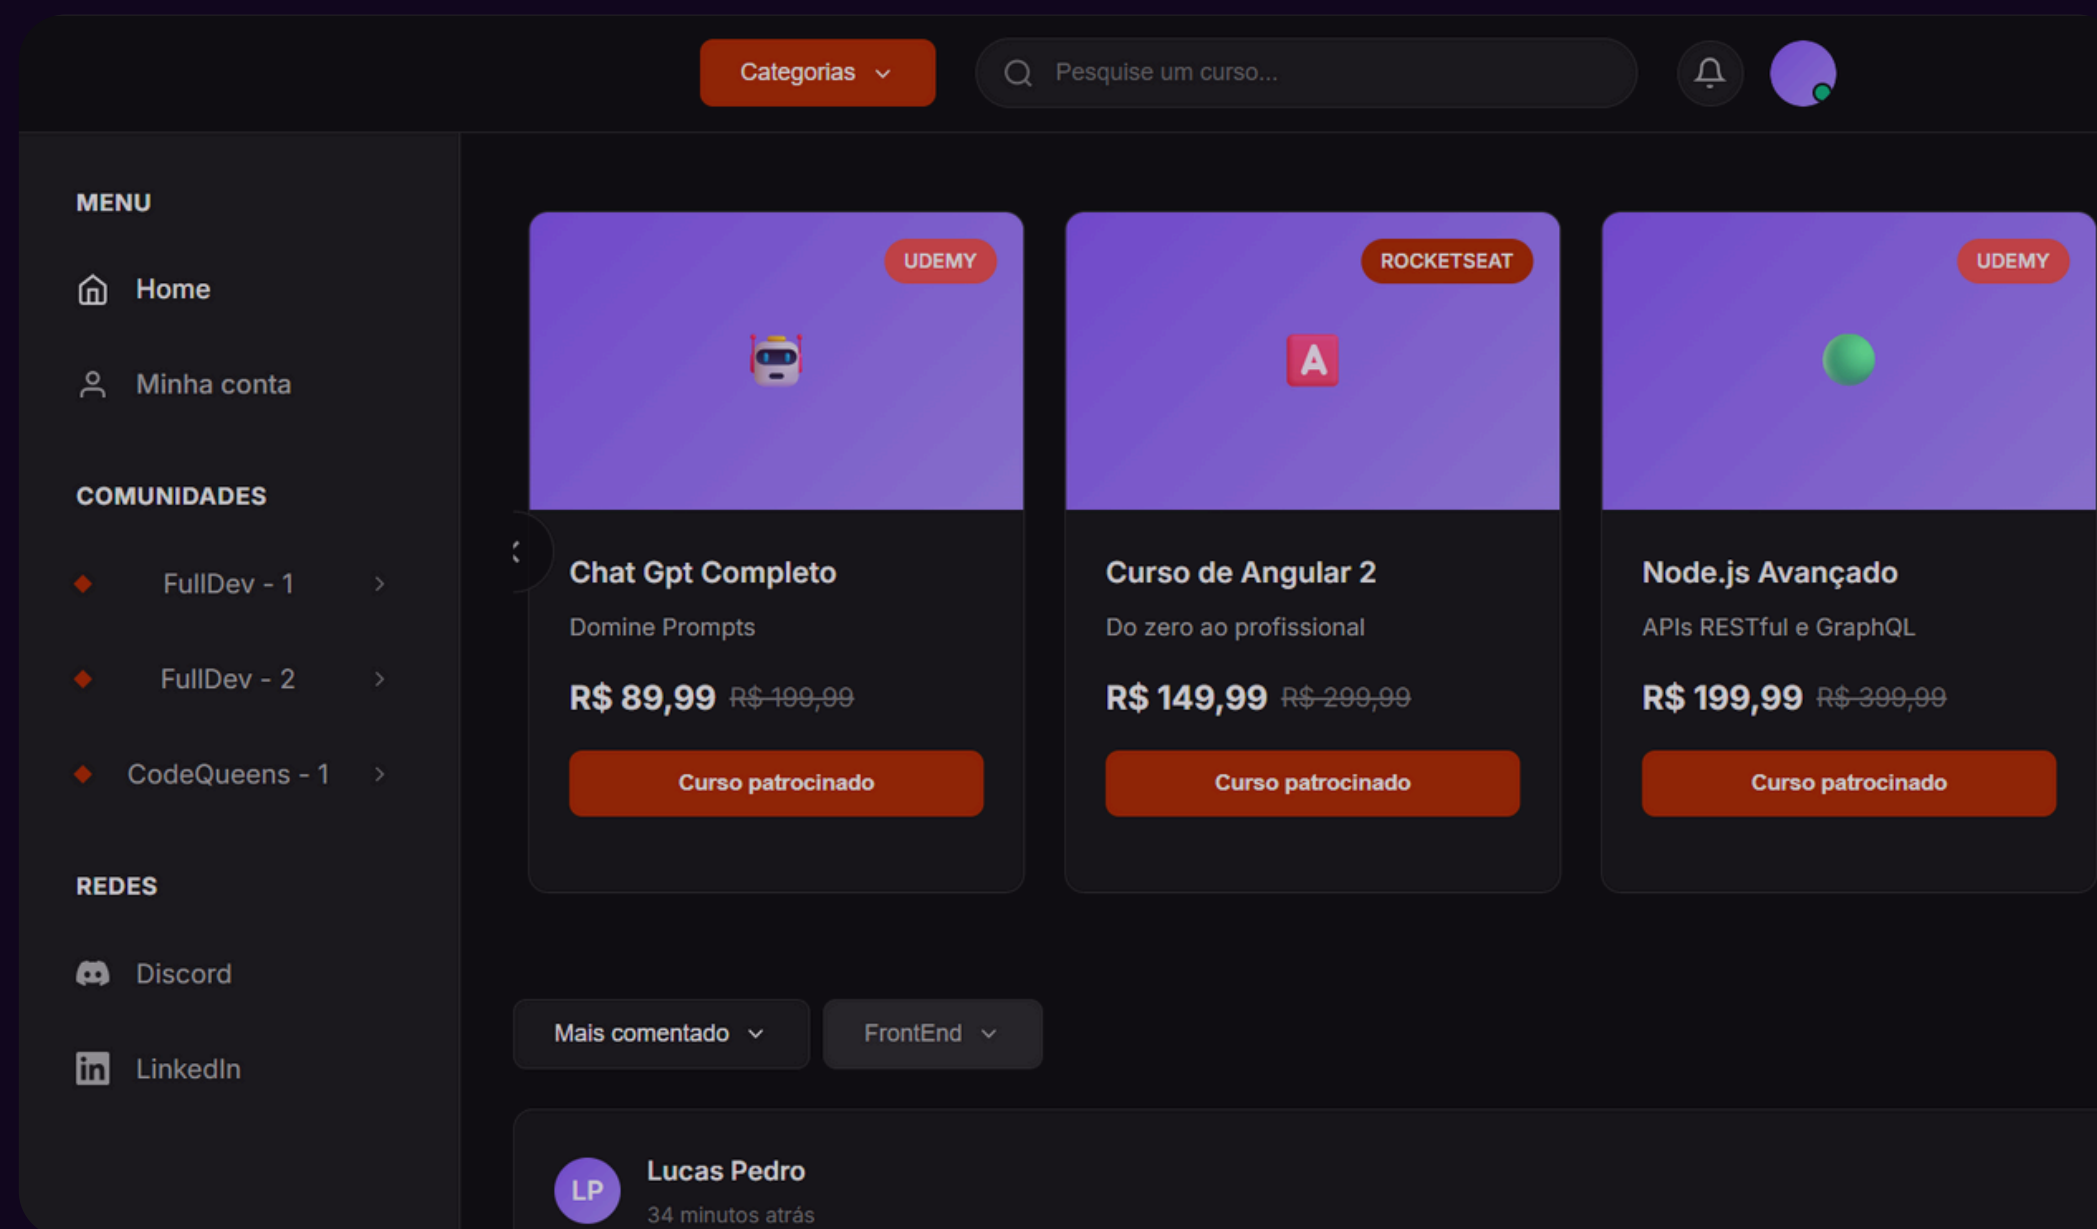 Categorias
Pesquise um curso...
MENU
Home
Minha conta
COMUNIDADES
FullDev - 1
FullDev - 2
CodeQueens - 1
REDES
Discord
LinkedIn
UDEMY
Chat Gpt Completo
Domine Prompts
R$ 89,99 R$ 199,99
Curso patrocinado
ROCKETSEAT
A
Curso de Angular 2
Do zero ao profissional
R$ 149,99 R$ 299,99
Curso patrocinado
UDEMY
Node.js Avançado
APIs RESTful e GraphQL
R$ 199,99 R$ 399,99
Curso patrocinado
Mais comentado
FrontEnd
LP
Lucas Pedro
34 minutos atrás